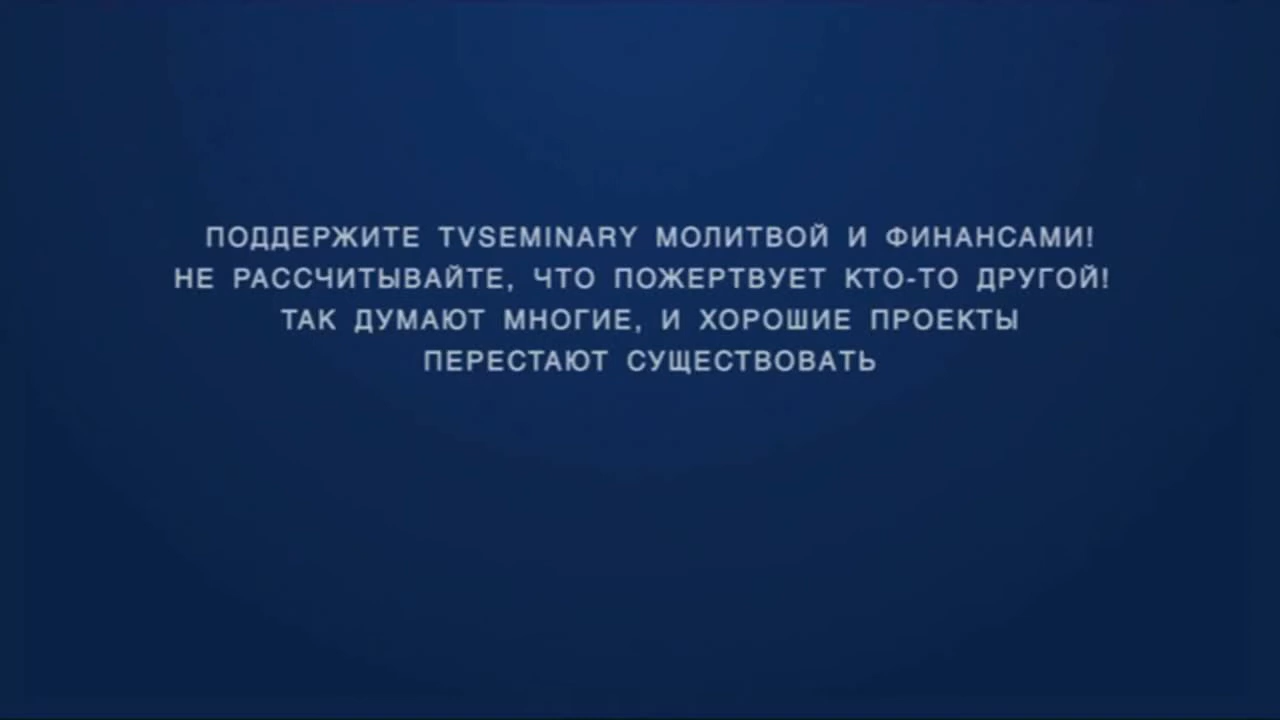 ПОДДЕРЖИТЕ TVSEMINARY МОЛИТВОЙ И ФИНАНСАМИ!
НЕ РАССЧИТЫВАЙТЕ, ЧТО ПОЖЕРТВУЕТ КТО-ТО ДРУГОЙ!
ТАК ДУМАЮТ МНОГИЕ, И ХОРОШИЕ ПРОЕКТЫ
ПЕРЕСТАЮТ СУЩЕСТВОВАТЬ